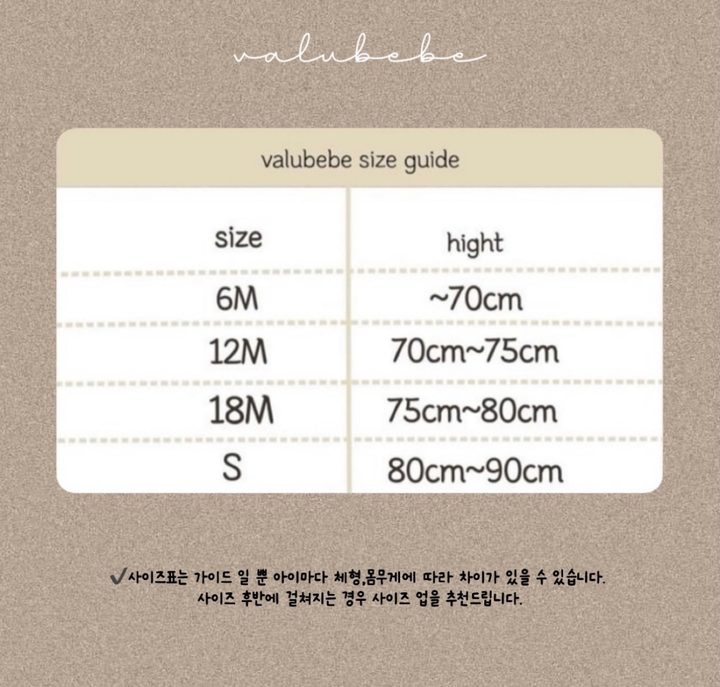 valubebe
valubebe size guide
size hight
6M ~70cm
12M 70cm~75cm
18M 75cm~80cm
S 80cm~90cm
✔사이즈표는 가이드 일 뿐 아이마다 체형,몸무게에 따라 차이가 있을 수 있습니다.
사이즈 후반에 걸쳐지는 경우 사이즈 업을 추천드립니다.